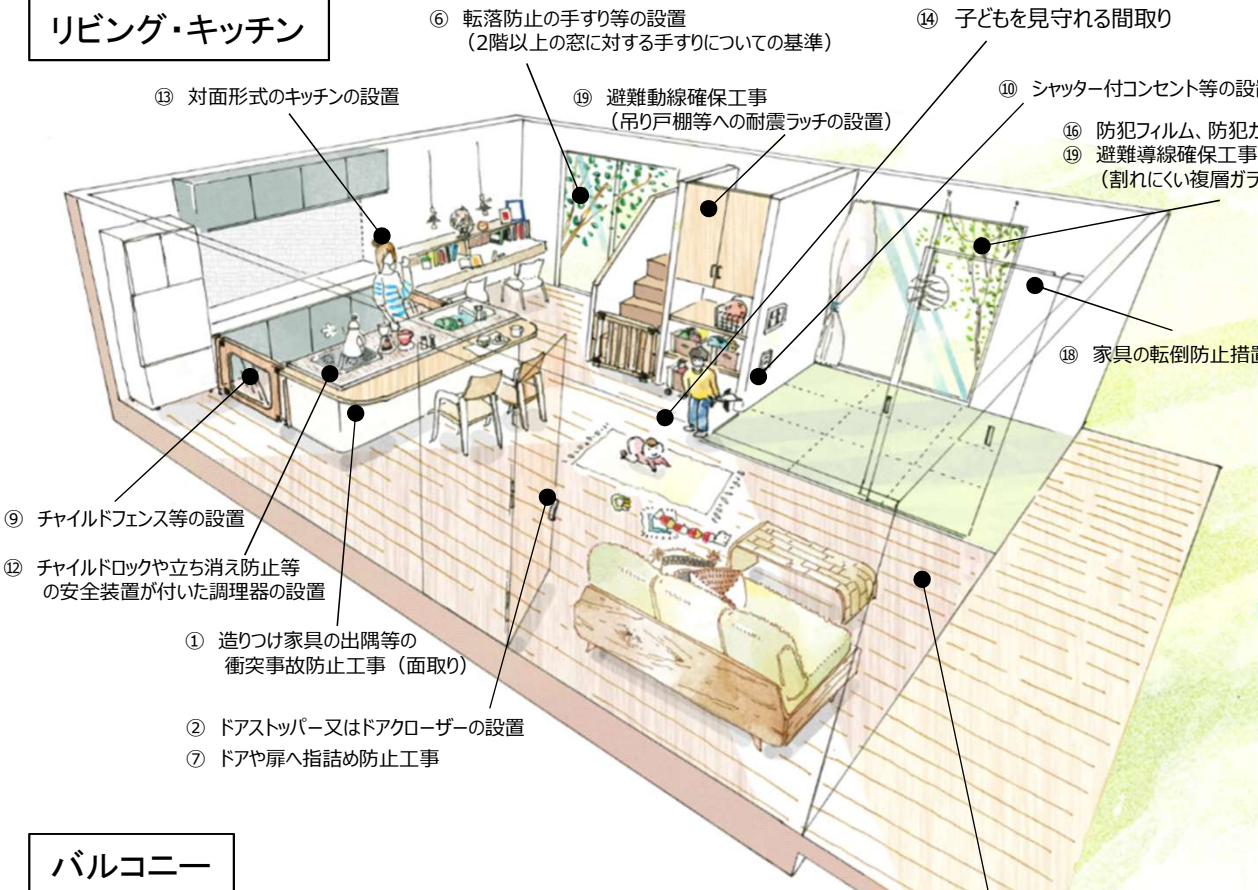 リビング・キッチン
⑥ 転落防止の手すり等の設置
（2階以上の窓に対する手すりについての基準）
⑭ 子どもを見守れる間取り
⑬ 対面形式のキッチンの設置
⑲ 避難動線確保工事
（吊り戸棚等への耐震ラッチの設置）
⑩ シャッター付コンセント等の設
⑯ 防犯フィルム、防犯
⑲ 避難導線確保工事
（割れにくい複層ガラ
⑱ 家具の転倒防止措
⑨ チャイルドフェンス等の設置
⑫ チャイルドロックや立ち消え防止等
の安全装置が付いた調理器の設置
① 造りつけ家具の出隅等の
衝突事故防止工事（面取り）
② ドアストッパー又はドアクローザーの設置
⑦ ドアや扉へ指詰め防止工事
バルコニー